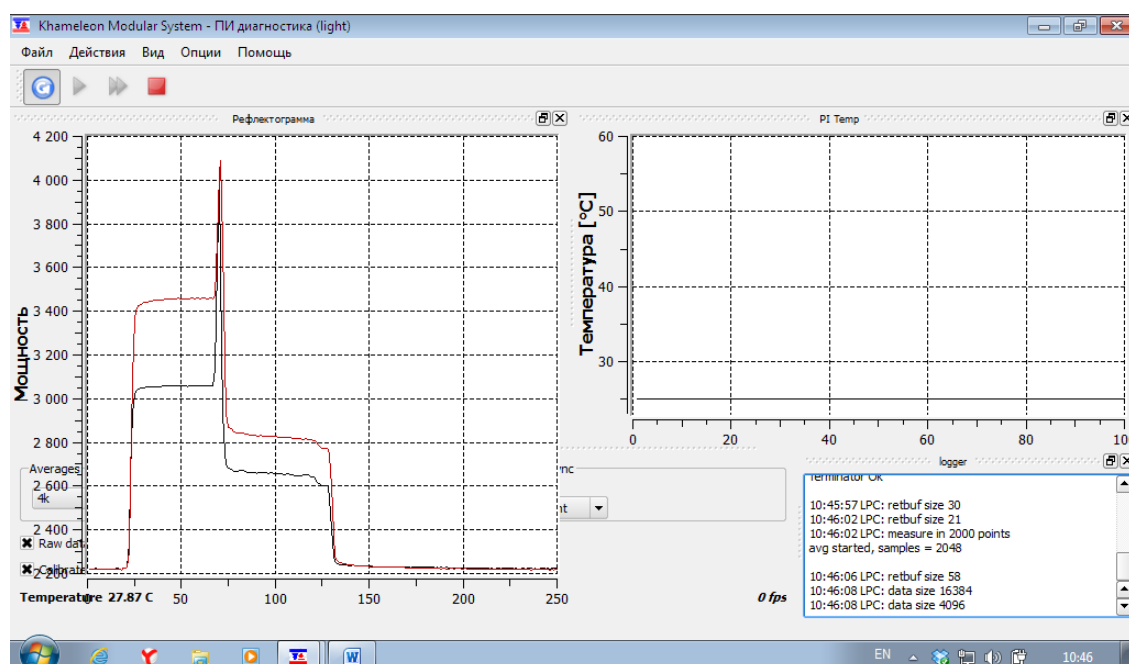 Khameleon Modular System - ПИ диагностика (light)
Файл Действия Вид Опции Помощь
Рефлектограмма
Мощность
4 200
4 000
3 800
3 600
3 400
3 200
3 000
2 800
2 600
2 400
2 200
50 100 150 200 250
PI Temp
Температура [°C]
60
50
40
30
0 20 40 60 80
Averages
4k
Temperature 27.87 C
0 fps
logger
Terminator Ok
10:45:57 LPC: retbuf size 30
10:46:02 LPC: retbuf size 21
10:46:02 LPC: measure in 2000 points
avg started, samples = 2048
10:46:06 LPC: retbuf size 58
10:46:08 LPC: data size 16384
10:46:08 LPC: data size 4096
EN 10:46